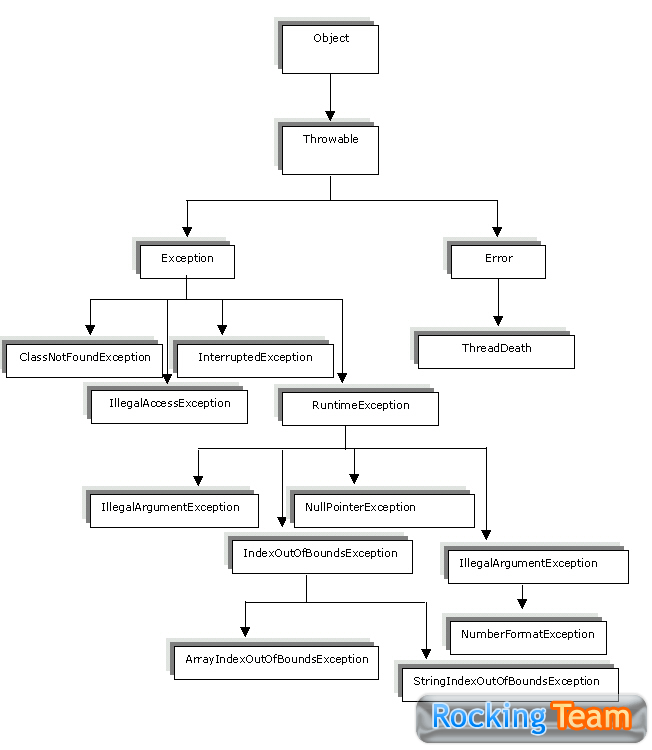 Object
Throwable
Exception
Error
ClassNotFoundException
InterruptedException
ThreadDeath
IllegalAccessException
RuntimeException
IllegalArgumentException
NullPointerException
IndexOutOfBoundsException
IllegalArgumentException
NumberFormatException
ArrayIndexOutOfBoundsException
StringIndexOutOfBoundsException
Rocking Team